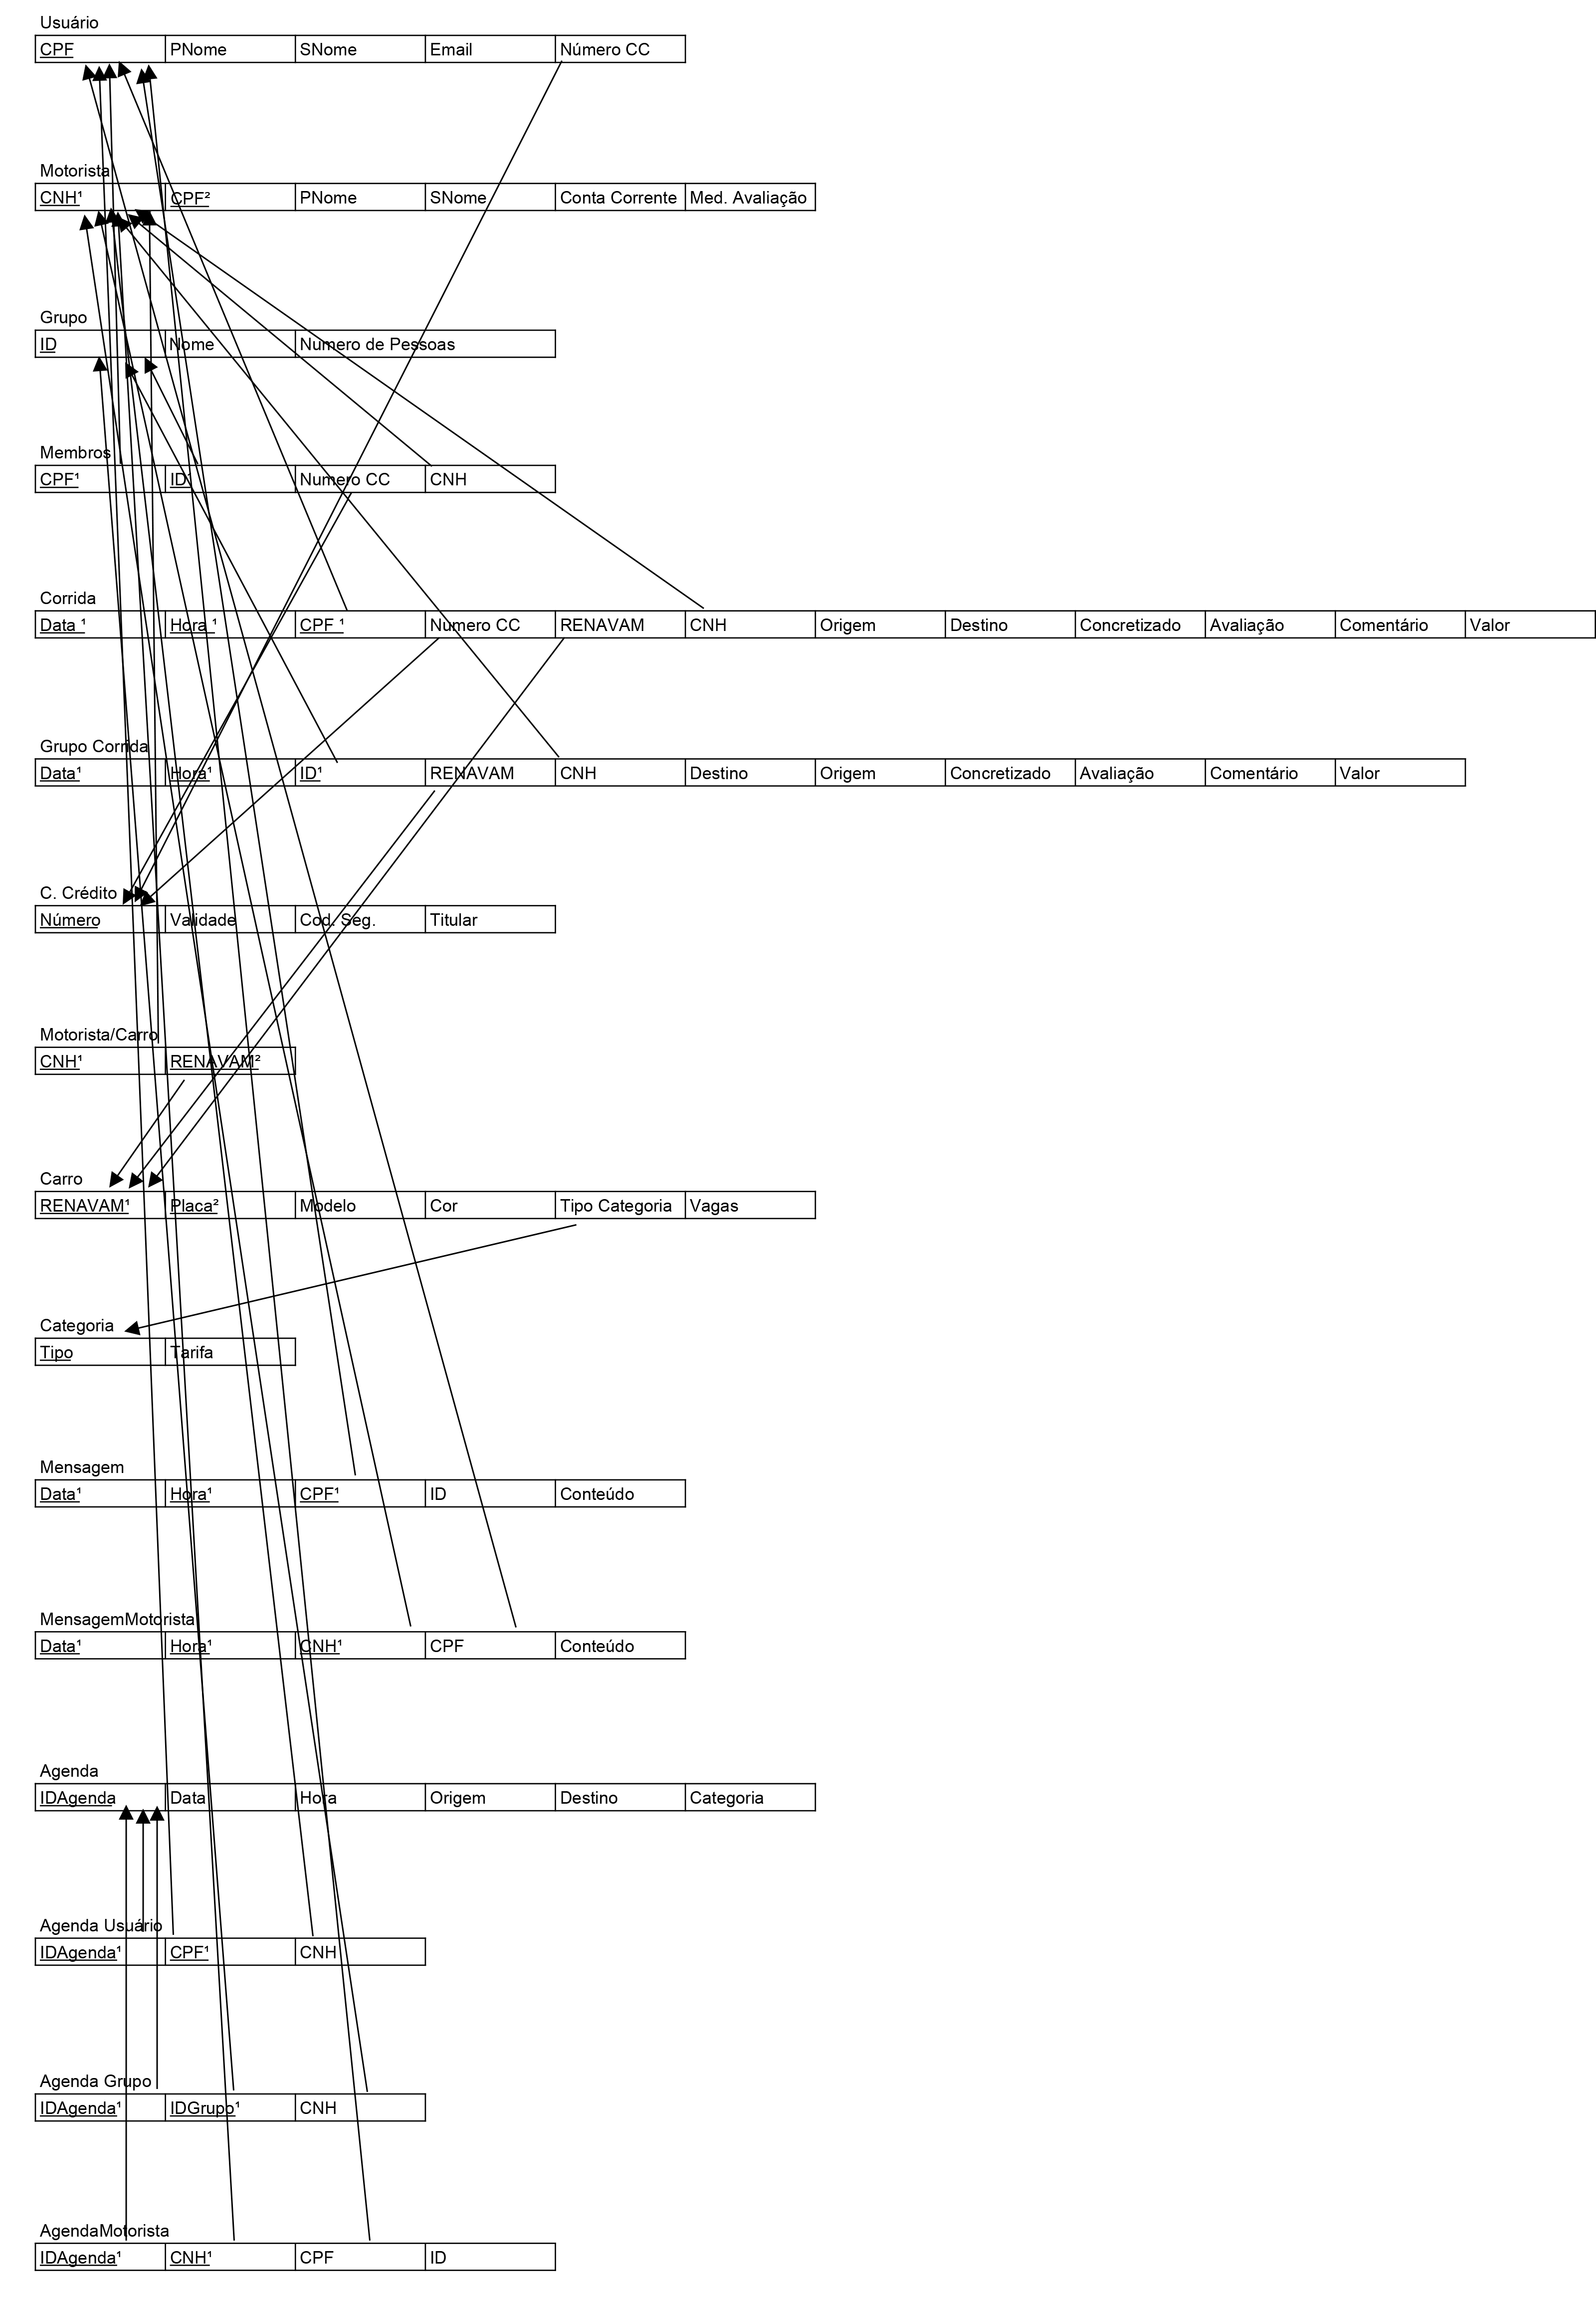 Usuário
CPF PNome SNome Email Número CC
Motorista
CNH¹ CPF² PNome SNome Conta Corrente Med. Avaliação
Grupo
ID Nome Número de Pessoas
Membros
CPF¹ ID¹ Numero CC CNH
Corrida
Data ¹ Hora ¹ CPF ¹ Número CC RENAVAM CNH Origem Destino Concretizado Avaliação Comentário Valor
Grupo Corrida
Data¹ Hora¹ ID¹ RENAVAM CNH Destino Origem Concretizado Avaliação Comentário Valor
C. Crédito
Número Validade Cod. Seg. Titular
Motorista/Carro
CNH¹ RENAVAM²
Carro
RENAVAM¹ Placa² Modelo Cor Tipo Categoria Vagas
Categoria
Tipo Tarifa
Mensagem
Data¹ Hora¹ CPF¹ ID Conteúdo
MensagemMotorista
Data¹ Hora¹ CNH¹ CPF Conteúdo
Agenda
IDAgenda Data Hora Origem Destino Categoria
Agenda Usuário
IDAgenda¹ CPF¹ CNH
Agenda Grupo
IDAgenda¹ IDGrupo¹ CNH
AgendaMotorista
IDAgenda¹ CNH¹ CPF ID